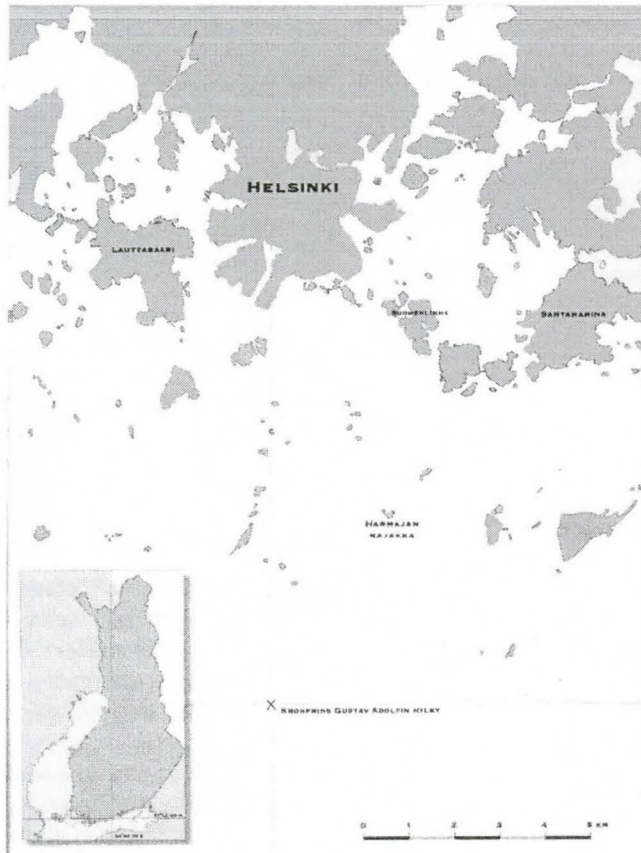 HELSINKI
LAUTTASAARI
SUOMENLINNA
SANTAHAMINA
HARMAJAN
MAJAKKA
KRONPRINS GUSTAV ADOLFIN HYLKY
0 1 2 3 4 5 KM